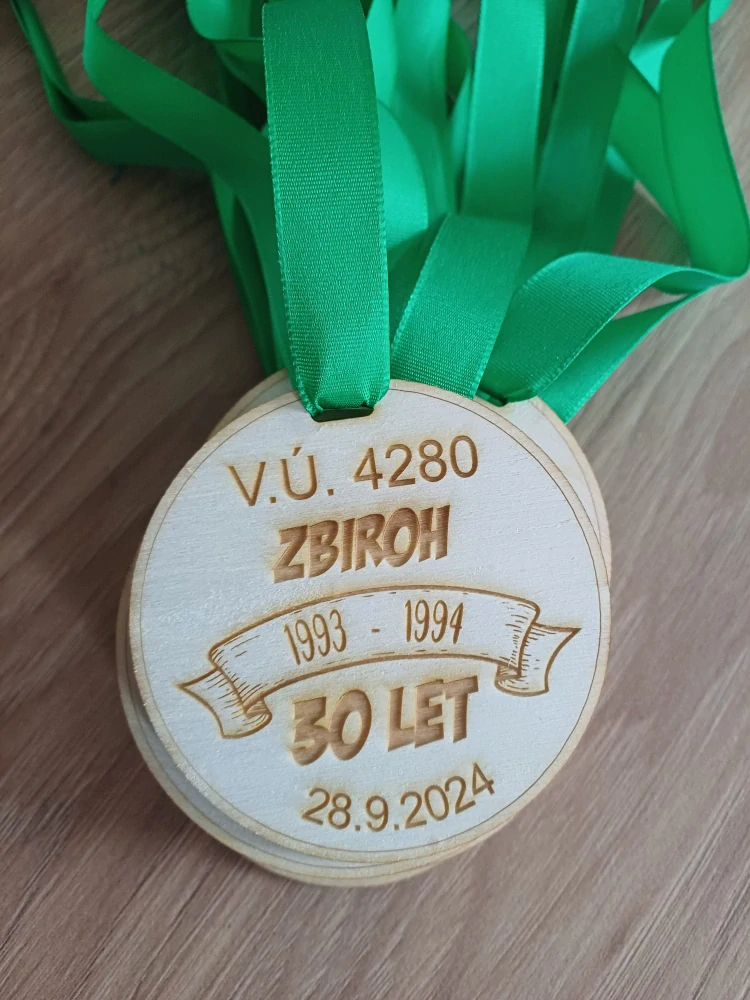 V.Ú. 4280
ZBIROH
1993 - 1994
30 LET
28.9.2024